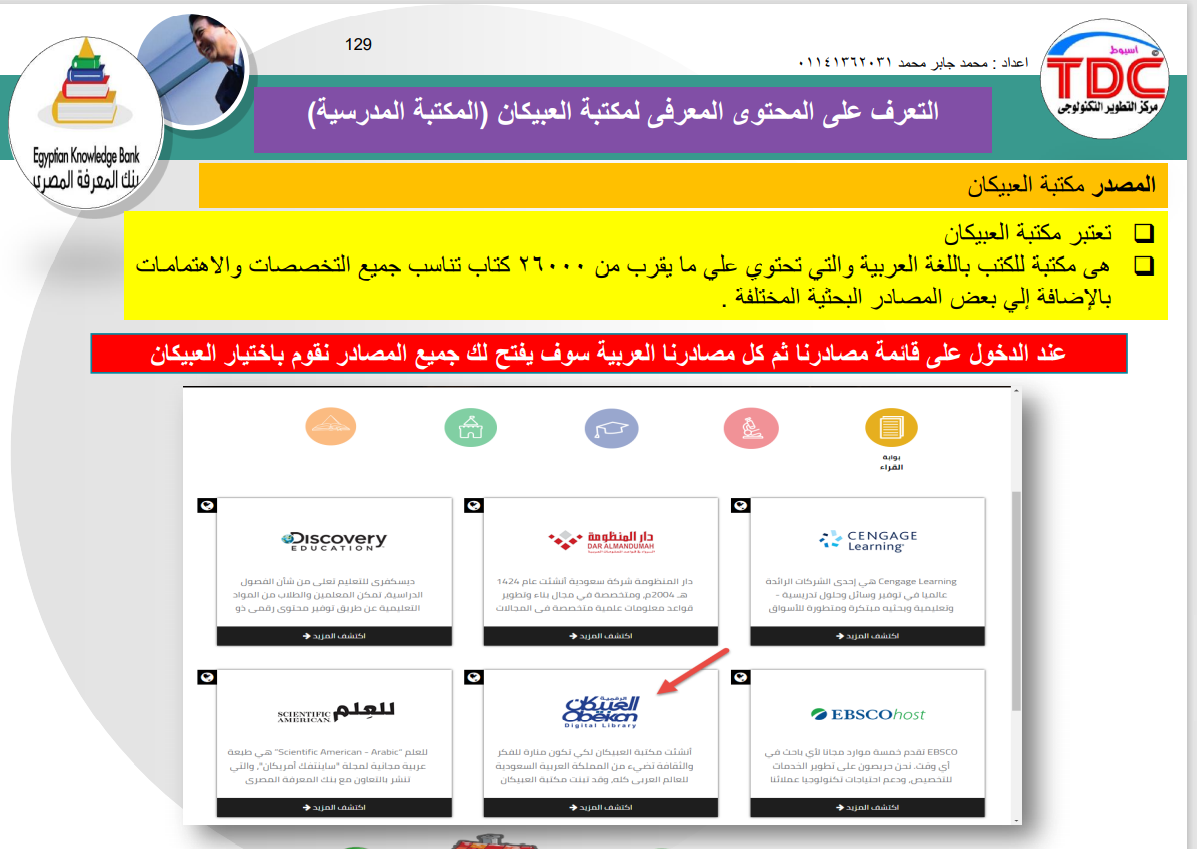 129
اعداد : محمد جابر محمد ٠١١٤١٣٦٢٠٣١
اسيوط
TDC
مركز التطوير التكنولوجى
Egyptian Knowledge Bank
بنك المعرفة المصرى
التعرف على المحتوى المعرفى لمكتبة العبيكان (المكتبة المدرسية)
المصدر مكتبة العبيكان
تعتبر مكتبة العبيكان
هى مكتبة للكتب باللغة العربية والتي تحتوي علي ما يقرب من ٢٦٠٠٠ كتاب تناسب جميع التخصصات والاهتمامات
بالإضافة إلي بعض المصادر البحثية المختلفة .
عند الدخول على قائمة مصادرنا ثم كل مصادرنا العربية سوف يفتح لك جميع المصادر نقوم باختيار العبيكان
بوابة
القراء
CENGAGE
Learning
Cengage Learning هي إحدى الشركات الرائدة
عالميا في توفير وسائل وحلول تدريسية -
وتعليمية وبحثيه مبتكرة ومتطورة للأسواق
اكتشف المزيد
دار المنظومة
DAR ALMANDUMAH
دار المنظومة شركة سعودية أنشئت عام 1424
هـ 2004م, ومتخصصة في مجال بناء وتطوير
قواعد معلومات علمية متخصصة في المجالات
اكتشف المزيد
Discovery
EDUCATION
ديسكفرى للتعليم تعلى من شأن الفصول
الدراسية, تمكن المعلمين والطلاب من المواد
التعليمية عن طريق توفير محتوى رقمى ذو
اكتشف المزيد
EBSCOhost
EBSCO تقدم خمسة موارد مجانا لأي باحث في
أي وقت. نحن حريصون على تطوير الخدمات
للتخصيص, ودعم احتياجات تكنولوجيا عملائنا
اكتشف المزيد
الرقمية
العبيكان
Obëkan
Digital Library
أنشئت مكتبة العبيكان لكي تكون منارة للفكر
والثقافة تضيء من المملكة العربية السعودية
للعالم العربى كله, وقد تبنت مكتبة العبيكان
اكتشف المزيد
للعلم
SCIENTIFIC
AMERICAN
للعلم "Scientific American - Arabic" هي طبعة
عربية مجانية لمجلة "ساينتفك أمريكان", والتي
تنشر بالتعاون مع بنك المعرفة المصرى
اكتشف المزيد